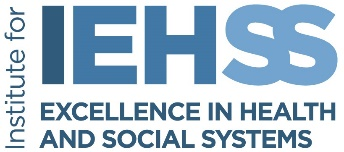 Institute for
IEHSS
EXCELLENCE IN HEALTH
AND SOCIAL SYSTEMS